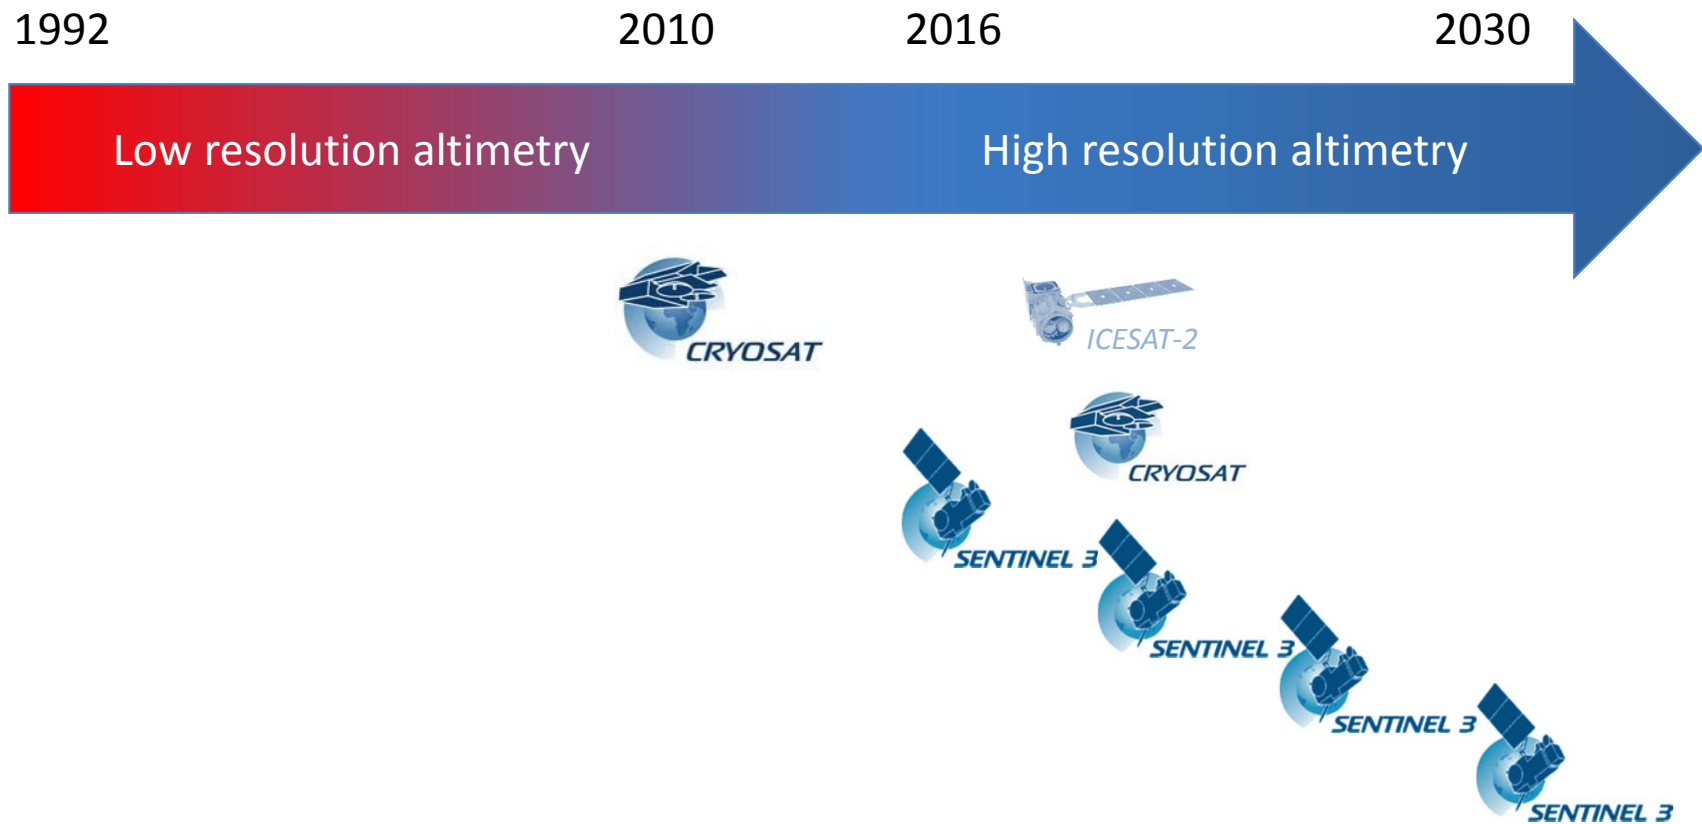 1992 2010 2016 2030
Low resolution altimetry High resolution altimetry
CRYOSAT ICESAT-2
CRYOSAT
SENTINEL 3
SENTINEL 3
SENTINEL 3
SENTINEL 3